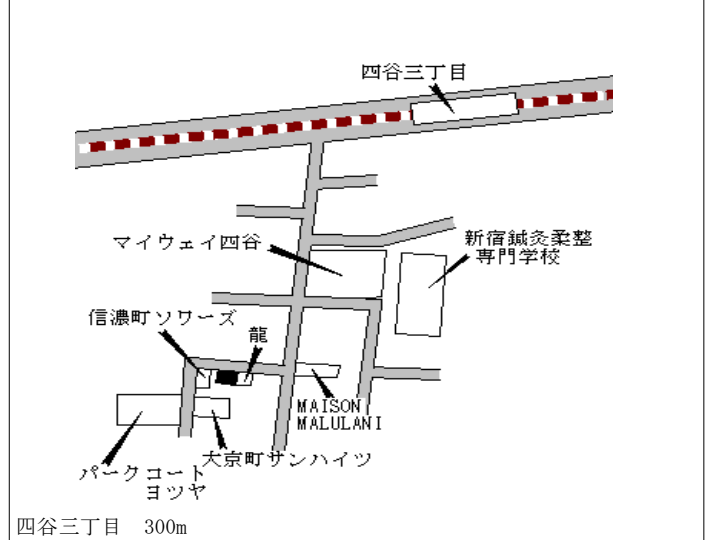 四谷三丁目
マイウェイ四谷
新宿鍼灸柔整
専門学校
信濃町ソワーズ
龍
MAISON
MALULANI
大京町サンハイツ
パークコート
ヨツヤ
四谷三丁目　300m